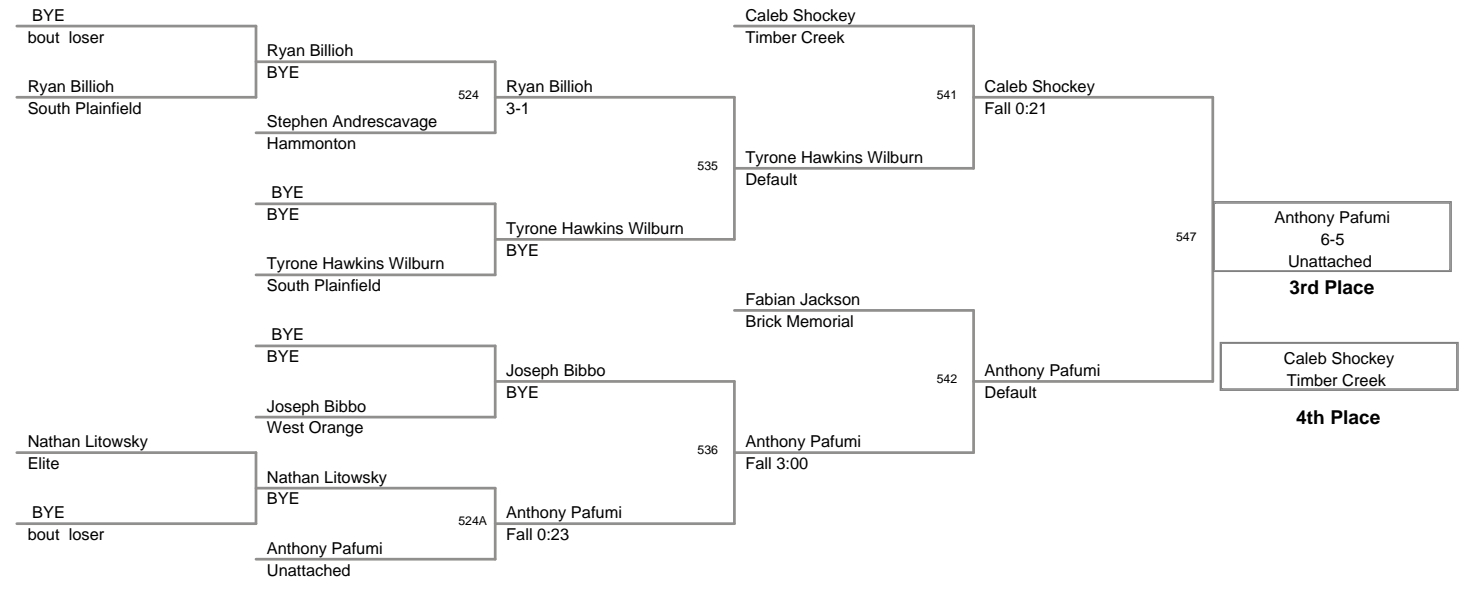 BYE
bout  loser
Ryan Billioh
South Plainfield
Nathan Litowsky
Elite
BYE
bout  loser
Ryan Billioh
BYE
524
Stephen Andrescavage
Hammonton
BYE
BYE
Tyrone Hawkins Wilburn
South Plainfield
BYE
BYE
Joseph Bibbo
West Orange
Nathan Litowsky
BYE
524A
Anthony Pafumi
Unattached
Ryan Billioh
3-1
535
Tyrone Hawkins Wilburn
BYE
Joseph Bibbo
BYE
536
Anthony Pafumi
Fall 0:23
Caleb Shockey
Timber Creek
541
Tyrone Hawkins Wilburn
Default
Fabian Jackson
Brick Memorial
542
Anthony Pafumi
Fall 3:00
Caleb Shockey
Fall 0:21
547
Anthony Pafumi
Default
Anthony Pafumi
6-5
Unattached
3rd Place
Caleb Shockey
Timber Creek
4th Place